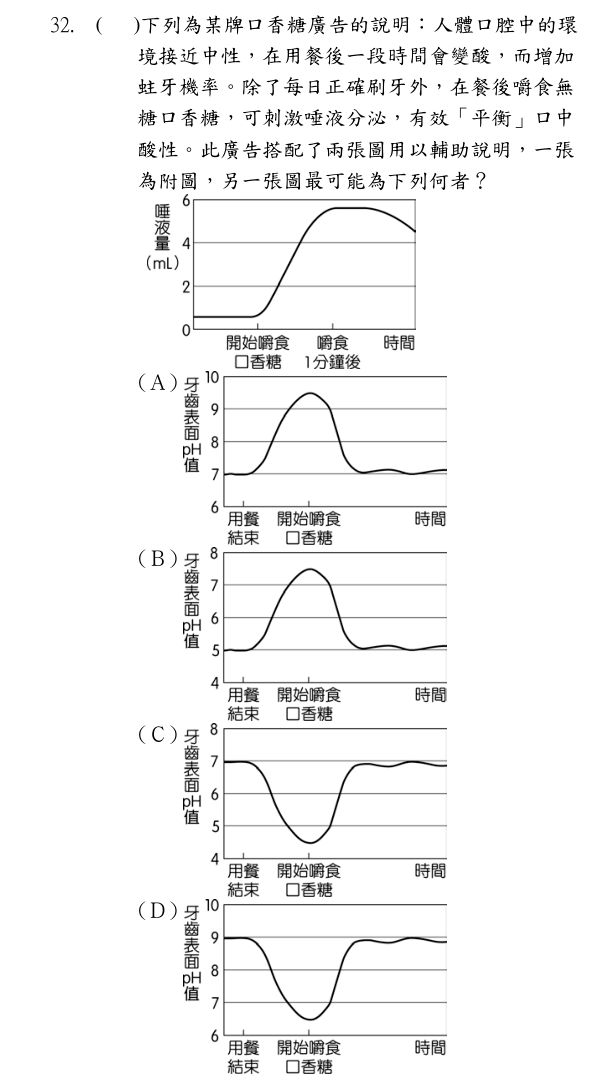 32. (　)下列為某牌口香糖廣告的說明：人體口腔中的環
境接近中性，在用餐後一段時間會變酸，而增加
蛀牙機率。除了每日正確刷牙外，在餐後嚼食無
糖口香糖，可刺激唾液分泌，有效「平衡」口中
酸性。此廣告搭配了兩張圖用以輔助說明，一張
為附圖，另一張圖最可能為下列何者？
唾液量(mL)
6
4
2
0
開始嚼食 嚼食 時間
口香糖 1分鐘後
(A)
牙齒表面pH值
10
9
8
7
6
用餐 開始嚼食 時間
結束 口香糖
(B)
牙齒表面pH值
8
7
6
5
4
用餐 開始嚼食 時間
結束 口香糖
(C)
牙齒表面pH值
8
7
6
5
4
用餐 開始嚼食 時間
結束 口香糖
(D)
牙齒表面pH值
10
9
8
7
6
用餐 開始嚼食 時間
結束 口香糖